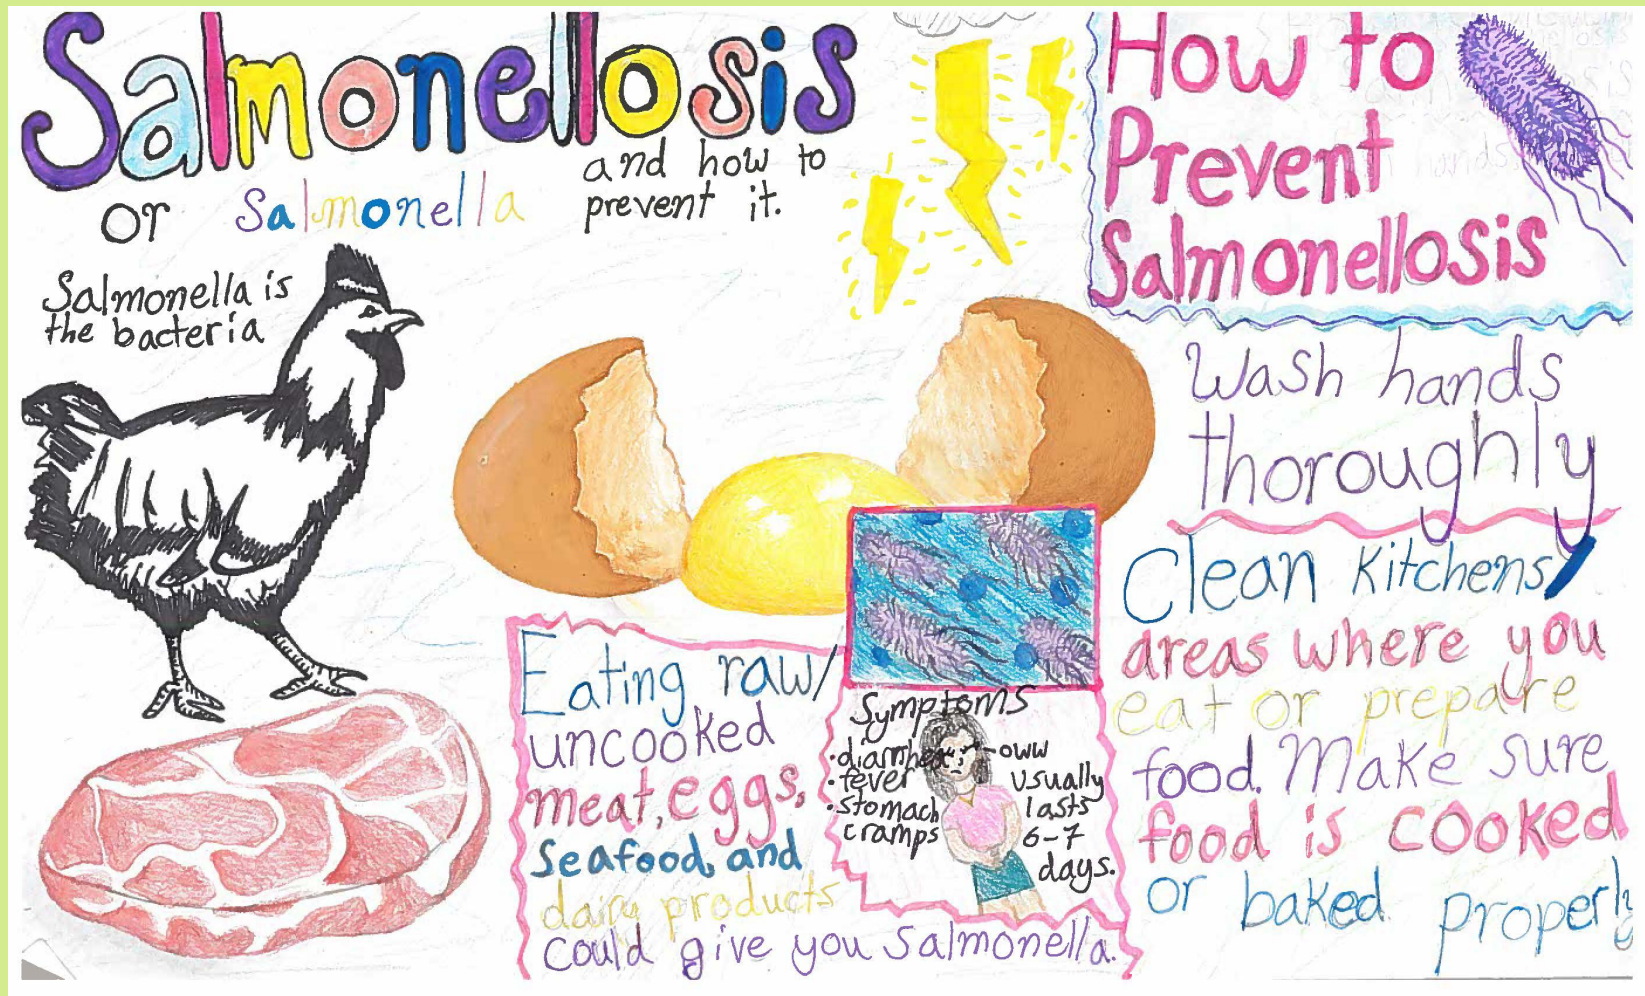 Salmonellosis
or Salmonella
and how to
prevent it.
Salmonella is
the bacteria
Eating raw/
uncooked
meat, eggs,
seafood, and
dairy products
could give you salmonella.
Symptoms
•diarrhea
•fever
•stomach
cramps
oww
usually
lasts
6-7
days.
How to
Prevent
Salmonellosis
Wash hands
thoroughly
Clean Kitchens,
areas where you
eat or prepare
food. Make sure
food is cooked
or baked properly